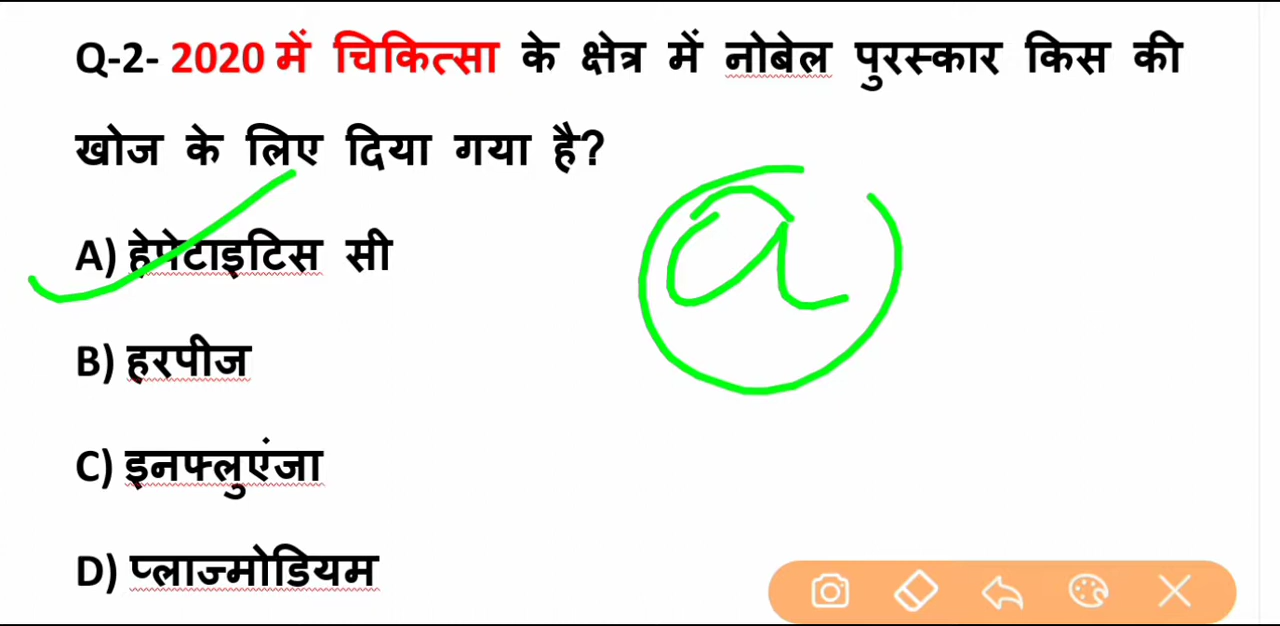 Q-2- 2020 में चिकित्सा के क्षेत्र में नोबेल पुरस्कार किस की
खोज के लिए दिया गया है?
A) हेपेटाइटिस सी
a
B) हरपीज
C) इनफ्लुएंजा
D) प्लाज्मोडियम